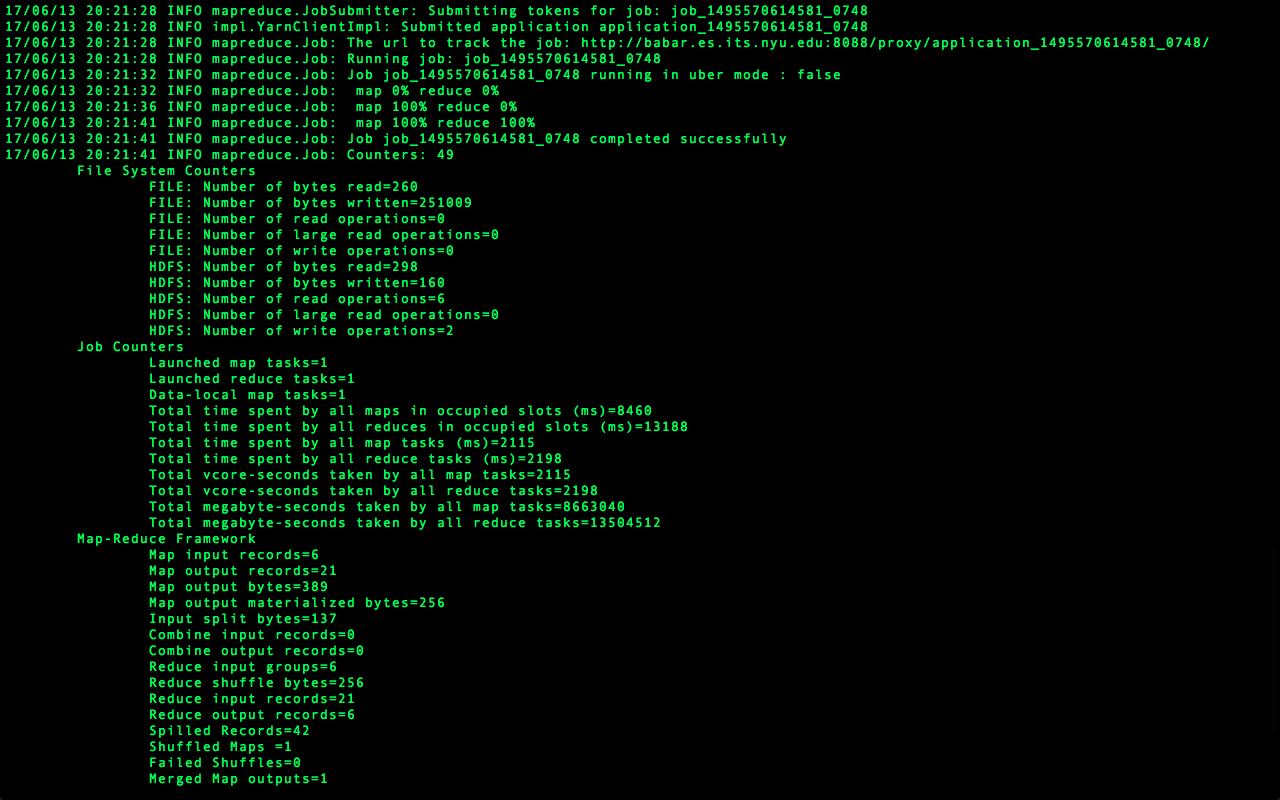 17/06/13 20:21:28 INFO mapreduce.JobSubmitter: Submitting tokens for job: job_1495570614581_0748
17/06/13 20:21:28 INFO impl.YarnClientImpl: Submitted application application_1495570614581_0748
17/06/13 20:21:28 INFO mapreduce.Job: The url to track the job: http://babar.es.its.nyu.edu:8088/proxy/application_1495570614581_0748/
17/06/13 20:21:28 INFO mapreduce.Job: Running job: job_1495570614581_0748
17/06/13 20:21:32 INFO mapreduce.Job: Job job_1495570614581_0748 running in uber mode : false
17/06/13 20:21:32 INFO mapreduce.Job:  map 0% reduce 0%
17/06/13 20:21:36 INFO mapreduce.Job:  map 100% reduce 0%
17/06/13 20:21:41 INFO mapreduce.Job:  map 100% reduce 100%
17/06/13 20:21:41 INFO mapreduce.Job: Job job_1495570614581_0748 completed successfully
17/06/13 20:21:41 INFO mapreduce.Job: Counters: 49
File System Counters
FILE: Number of bytes read=260
FILE: Number of bytes written=251009
FILE: Number of read operations=0
FILE: Number of large read operations=0
FILE: Number of write operations=0
HDFS: Number of bytes read=298
HDFS: Number of bytes written=160
HDFS: Number of read operations=6
HDFS: Number of large read operations=0
HDFS: Number of write operations=2
Job Counters
Launched map tasks=1
Launched reduce tasks=1
Data-local map tasks=1
Total time spent by all maps in occupied slots (ms)=8460
Total time spent by all reduces in occupied slots (ms)=13188
Total time spent by all map tasks (ms)=2115
Total time spent by all reduce tasks (ms)=2198
Total vcore-seconds taken by all map tasks=2115
Total vcore-seconds taken by all reduce tasks=2198
Total megabyte-seconds taken by all map tasks=8663040
Total megabyte-seconds taken by all reduce tasks=13504512
Map-Reduce Framework
Map input records=6
Map output records=21
Map output bytes=389
Map output materialized bytes=256
Input split bytes=137
Combine input records=0
Combine output records=0
Reduce input groups=6
Reduce shuffle bytes=256
Reduce input records=21
Reduce output records=6
Spilled Records=42
Shuffled Maps =1
Failed Shuffles=0
Merged Map outputs=1